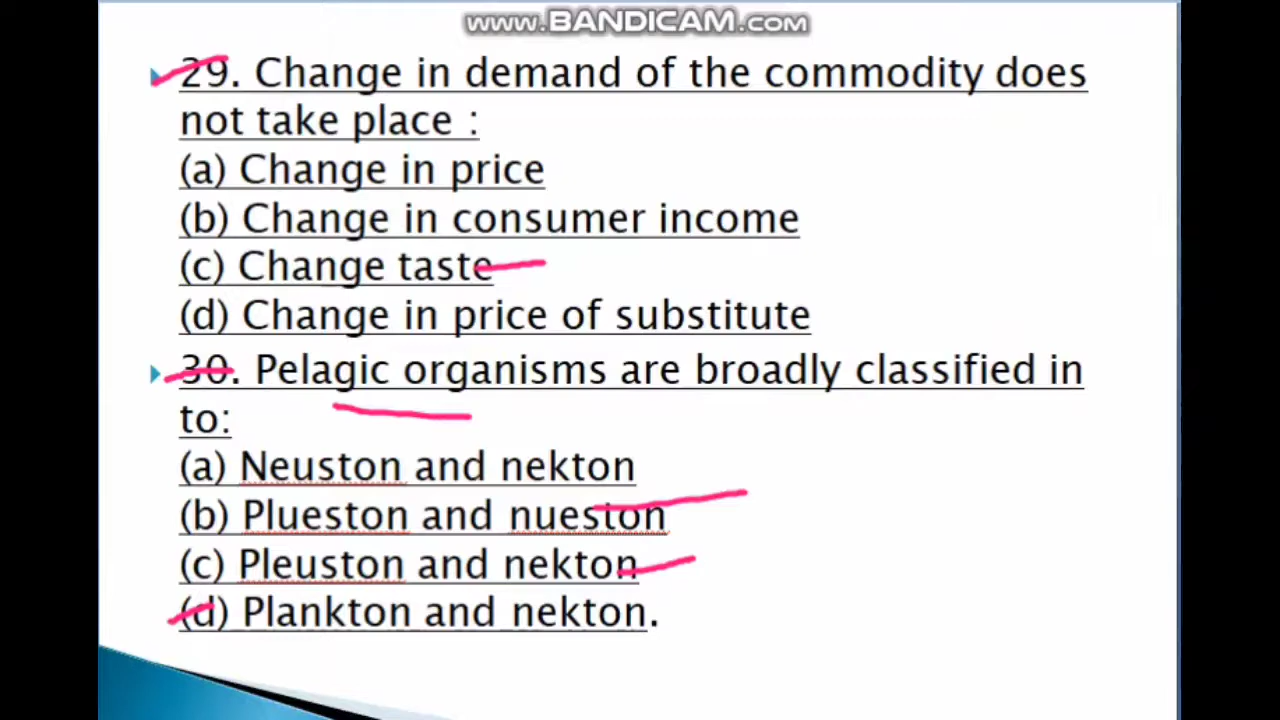 www.BANDICAM.com
29. Change in demand of the commodity does
not take place :
(a) Change in price
(b) Change in consumer income
(c) Change taste
(d) Change in price of substitute
30. Pelagic organisms are broadly classified in
to:
(a) Neuston and nekton
(b) Plueston and nueston
(c) Pleuston and nekton
(d) Plankton and nekton.